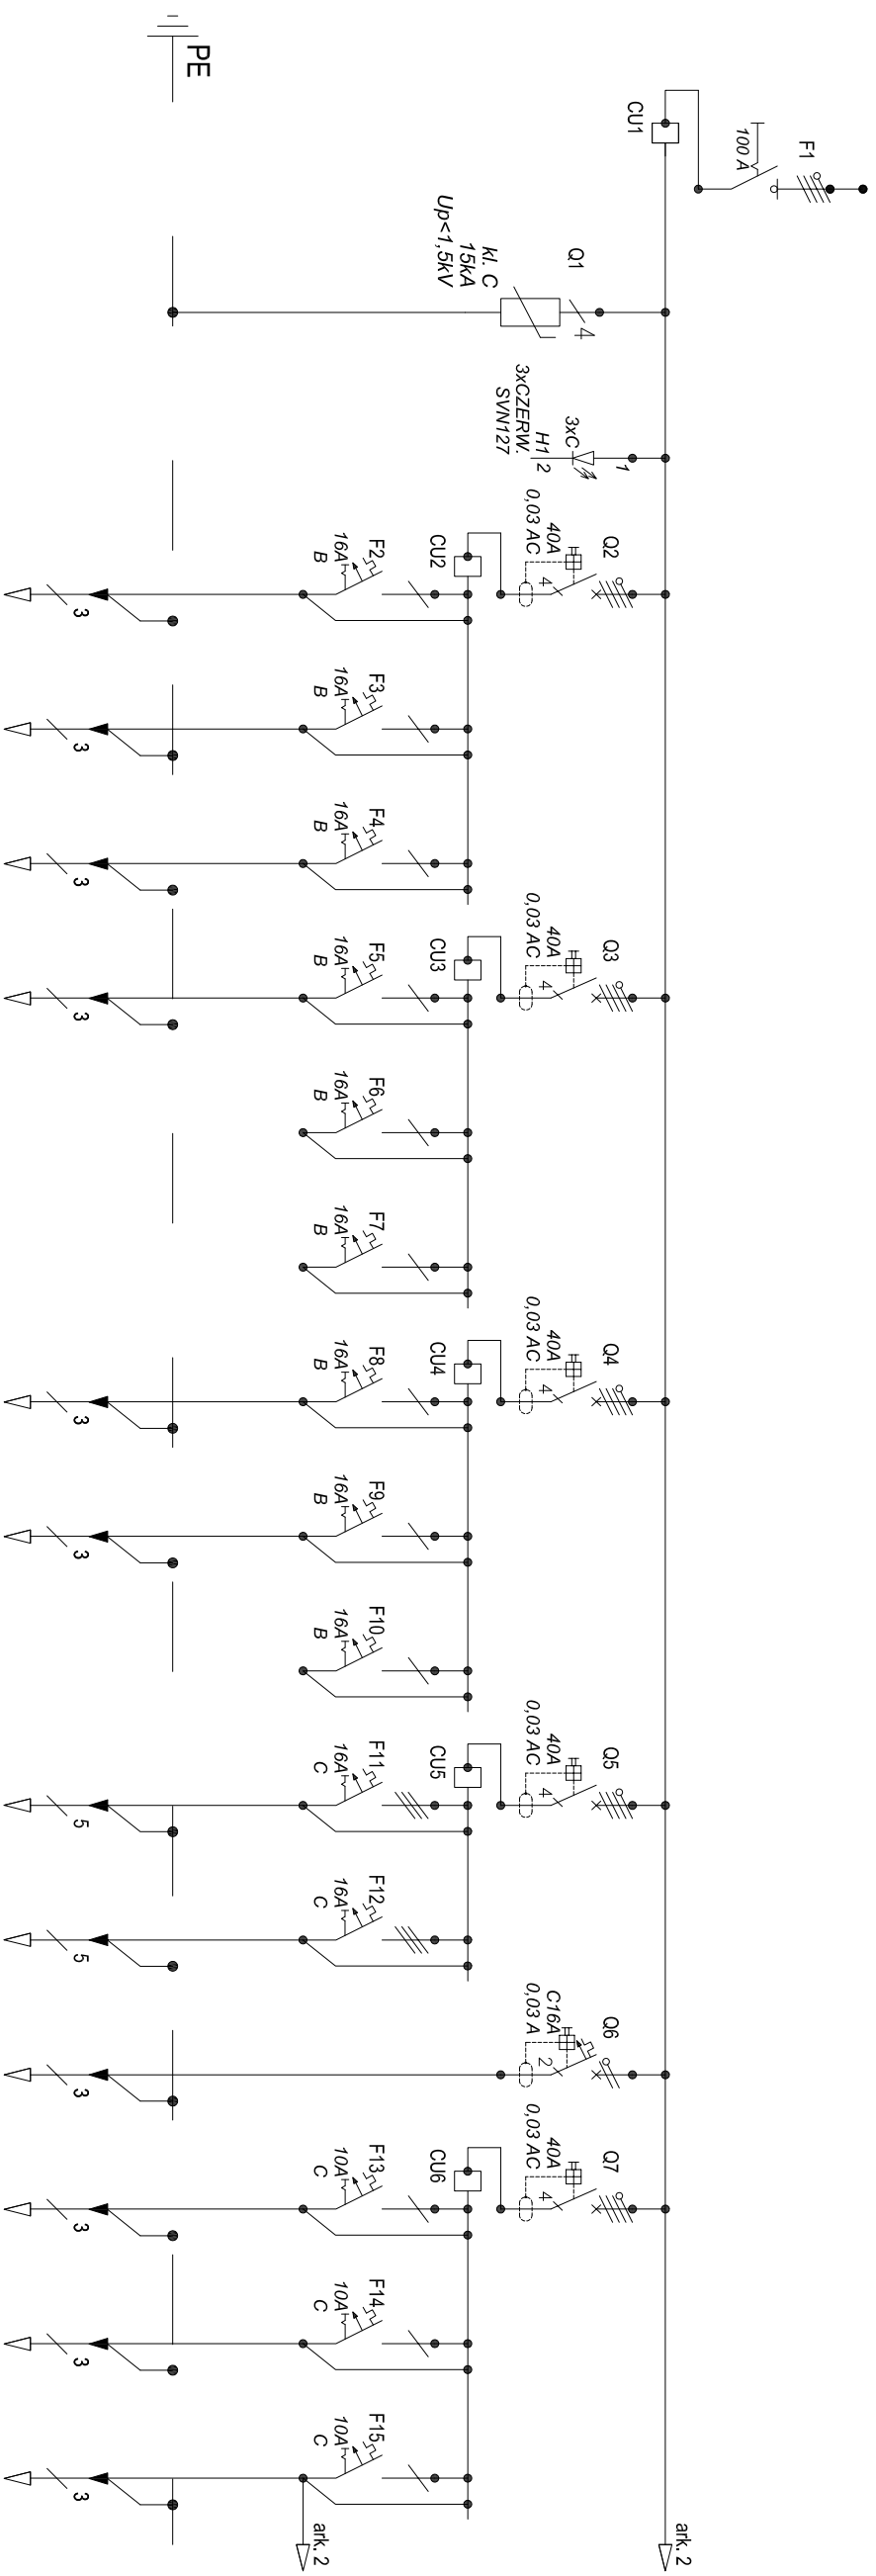 F1
100 A
CU1
PE
Q1
4
kl. C
15kA
Up<1,5kV
1
3xC
H1 2
3xCZERW.
SVN127
Q2
40A
0,03 AC
4
CU2
F2
16A
B
3
F3
16A
B
3
F4
16A
B
3
Q3
40A
0,03 AC
4
CU3
F5
16A
B
3
F6
16A
B
F7
16A
B
Q4
40A
0,03 AC
4
CU4
F8
16A
B
3
F9
16A
B
3
F10
16A
B
Q5
40A
0,03 AC
4
CU5
F11
16A
C
5
F12
16A
C
5
Q6
C16A
0,03 A
2
3
Q7
40A
0,03 AC
4
CU6
F13
10A
C
3
F14
10A
C
3
F15
10A
C
3
ark. 2
ark. 2